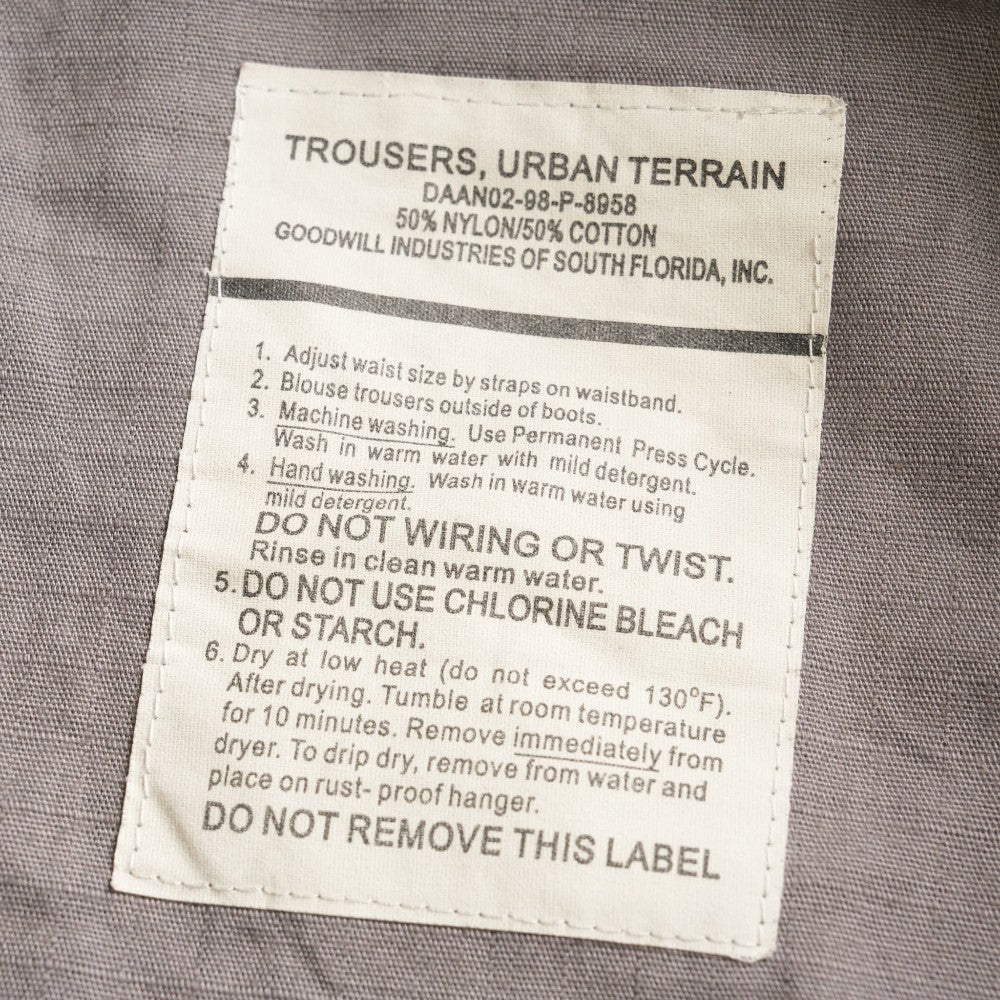 TROUSERS, URBAN TERRAIN
DAAN02-98-P-8958
50% NYLON/50% COTTON
GOODWILL INDUSTRIES OF SOUTH FLORIDA, INC.
1. Adjust waist size by straps on waistband.
2. Blouse trousers outside of boots.
3. Machine washing. Use Permanent Press Cycle.
Wash in warm water with mild detergent.
4. Hand washing. Wash in warm water using
mild detergent.
DO NOT WIRING OR TWIST.
Rinse in clean warm water.
5. DO NOT USE CHLORINE BLEACH
OR STARCH.
6. Dry at low heat (do not exceed 130°F).
After drying. Tumble at room temperature
for 10 minutes. Remove immediately from
dryer. To drip dry, remove from water and
place on rust- proof hanger.
DO NOT REMOVE THIS LABEL